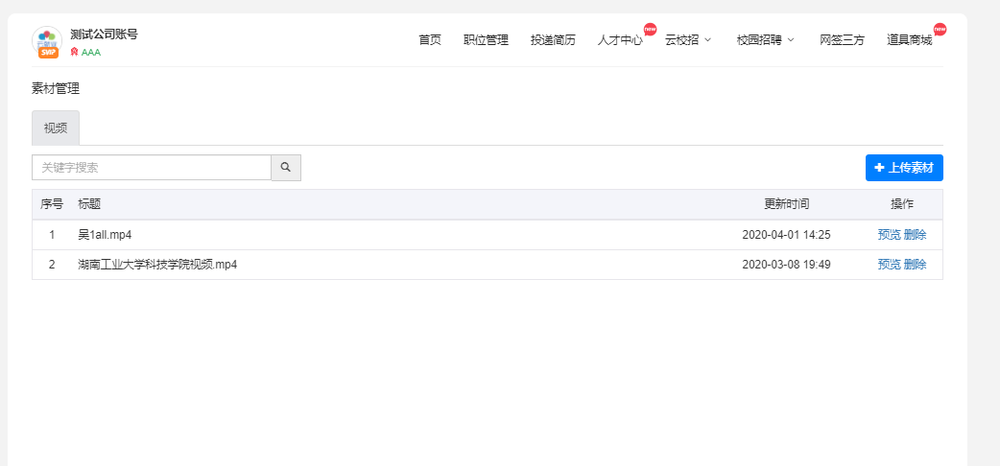 测试公司账号
AAA
SVIP
首页 职位管理 投递简历 人才中心 new 云校招 校园招聘 网签三方 道具商城 new
素材管理
视频
关键字搜索
上传素材
序号 标题 更新时间 操作
1 吴1all.mp4 2020-04-01 14:25 预览 删除
2 湖南工业大学科技学院视频.mp4 2020-03-08 19:49 预览 删除